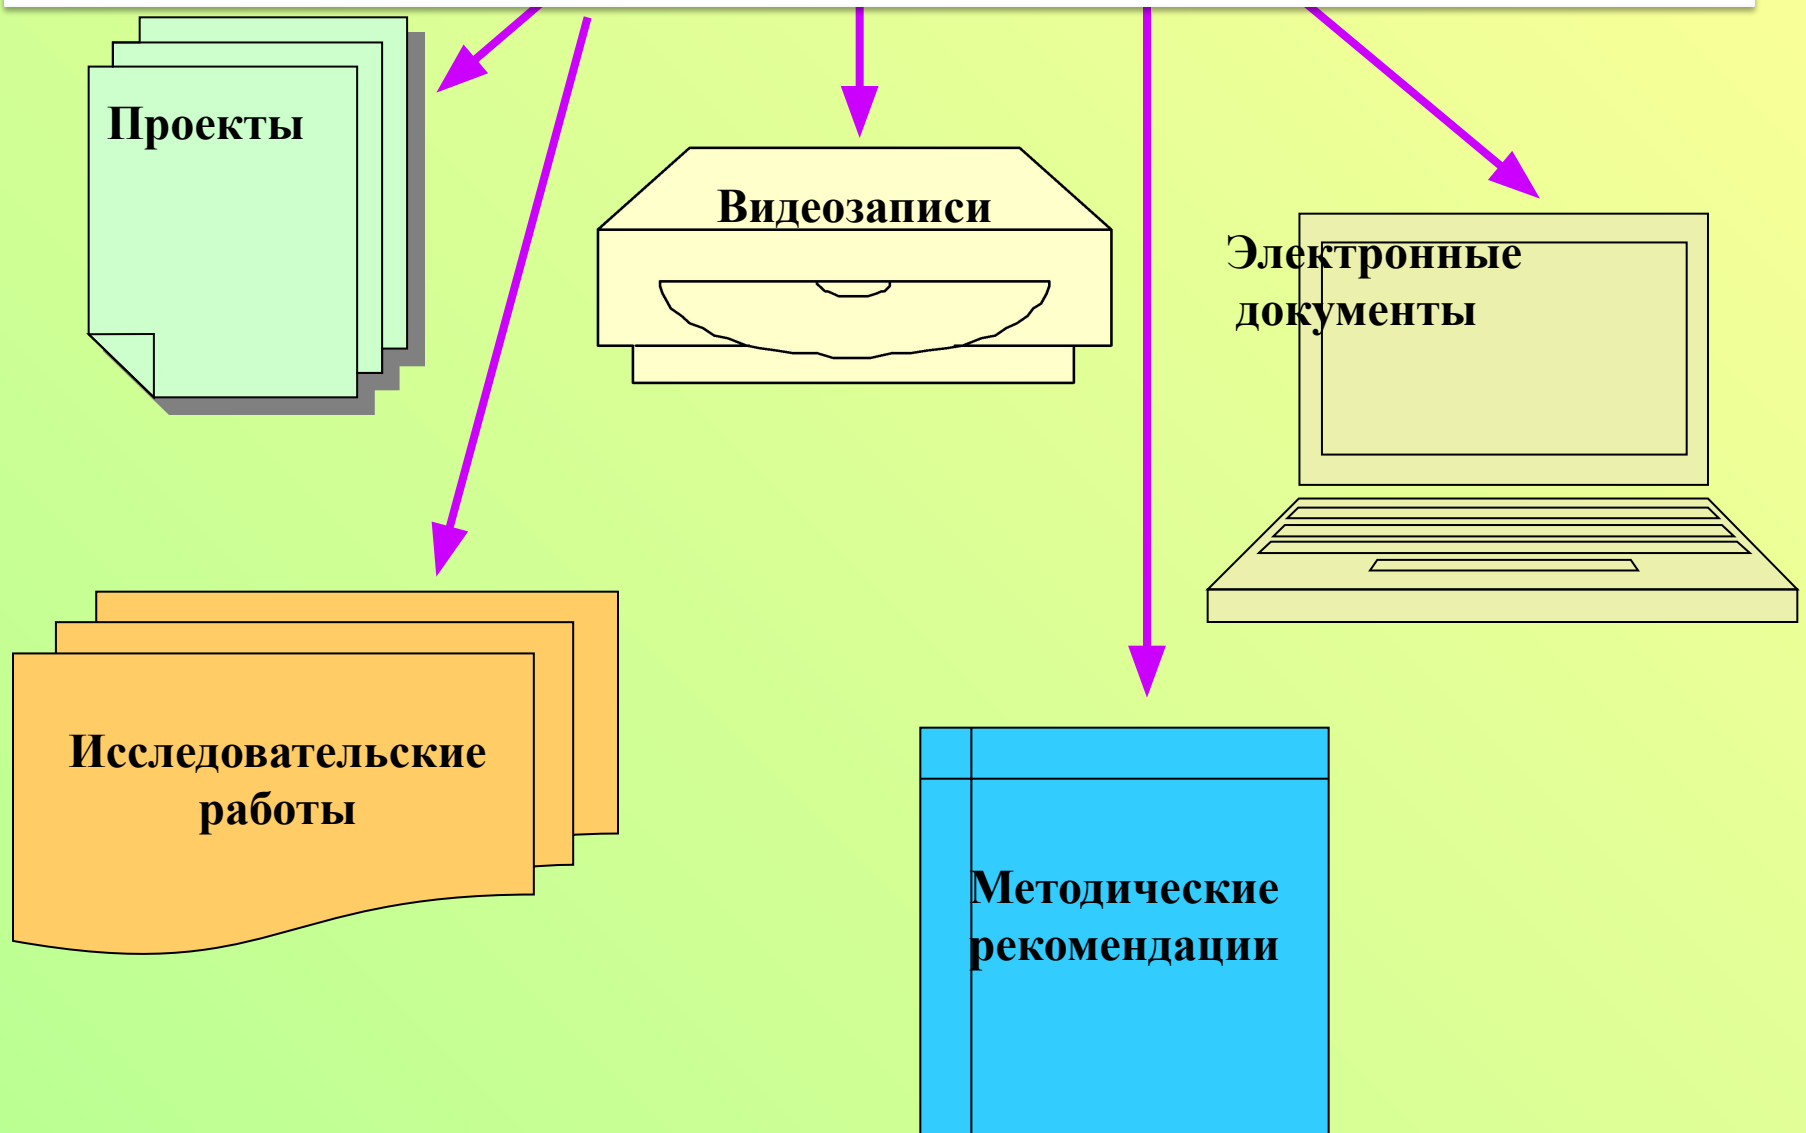 Проекты
Видеозаписи
Электронные
документы
Исследовательские
работы
Методические
рекомендации